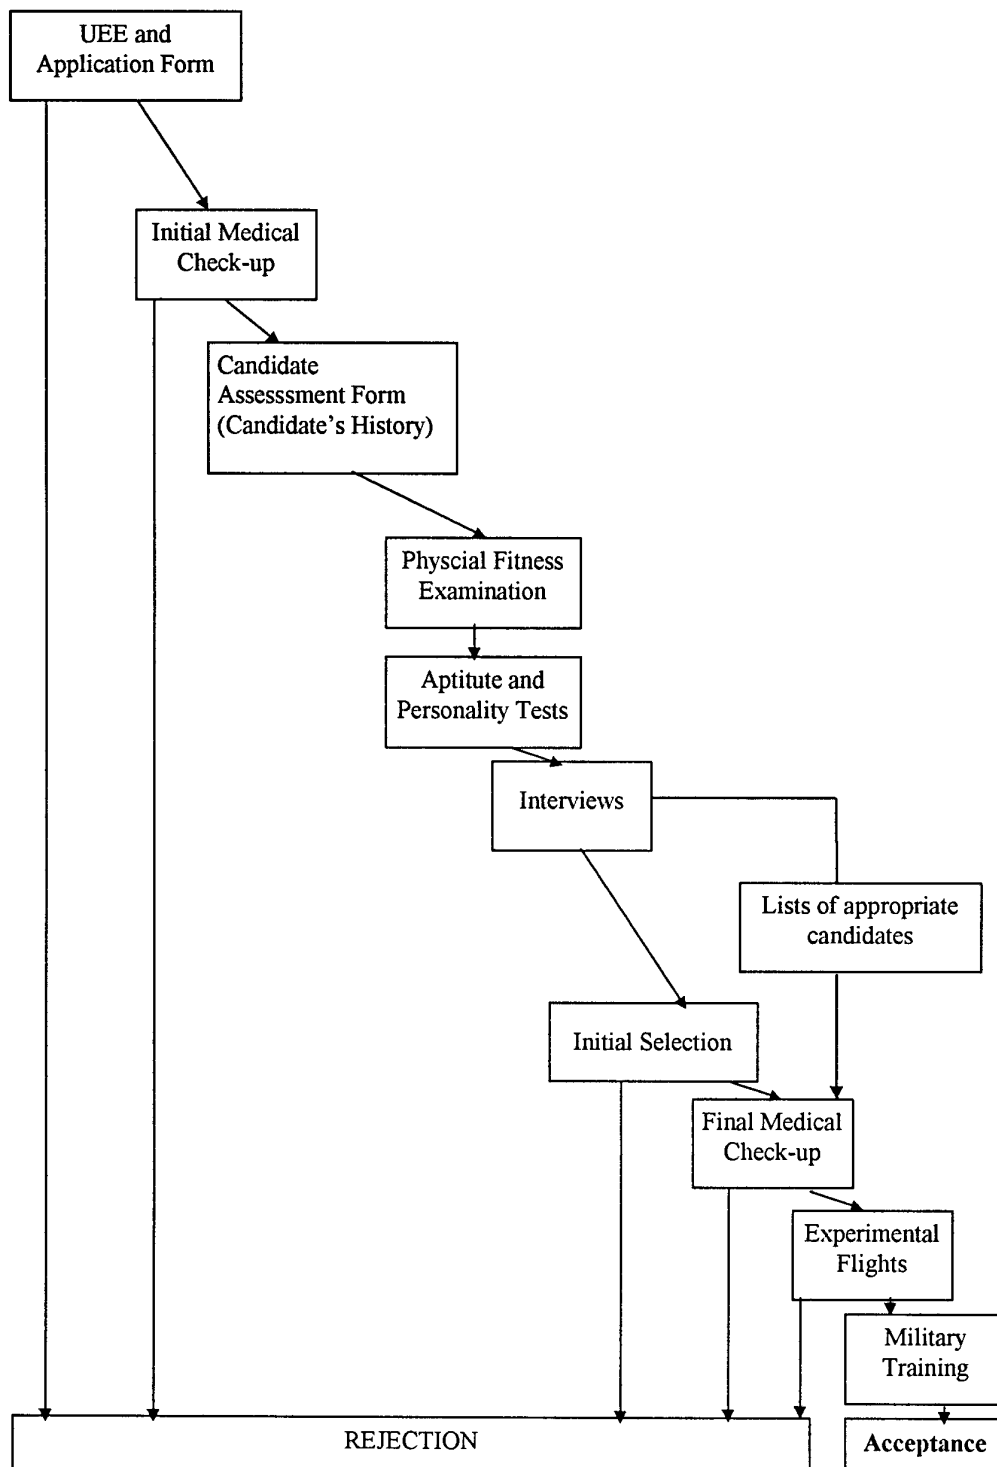 UEE and
Application Form
Initial Medical
Check-up
Candidate
Assesssment Form
(Candidate's History)
Physcial Fitness
Examination
Aptitute and
Personality Tests
Interviews
Lists of appropriate
candidates
Initial Selection
Final Medical
Check-up
Experimental
Flights
Military
Training
REJECTION
Acceptance